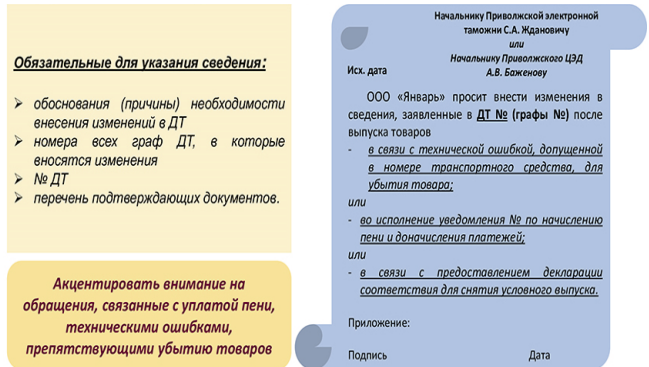 Обязательные для указания сведения:
обоснования (причины) необходимости
внесения изменений в ДТ
номера всех граф ДТ, в которые
вносятся изменения
№ ДТ
перечень подтверждающих документов.
Акцентировать внимание на
обращения, связанные с уплатой пени,
техническими ошибками,
препятствующими убытию товаров
Начальнику Приволжской электронной
таможни С.А. Ждановичу
или
Начальнику Приволжского ЦЭД
А.В. Баженову
Исх. дата
ООО «Январь» просит внести изменения в
сведения, заявленные в ДТ № (графы №) после
выпуска товаров
- в связи с технической ошибкой, допущенной
в номере транспортного средства, для
убытия товара;
или
- во исполнение уведомления № по начислению
пени и доначисления платежей;
или
- в связи с предоставлением декларации
соответствия для снятия условного выпуска.
Приложение:
Подпись Дата